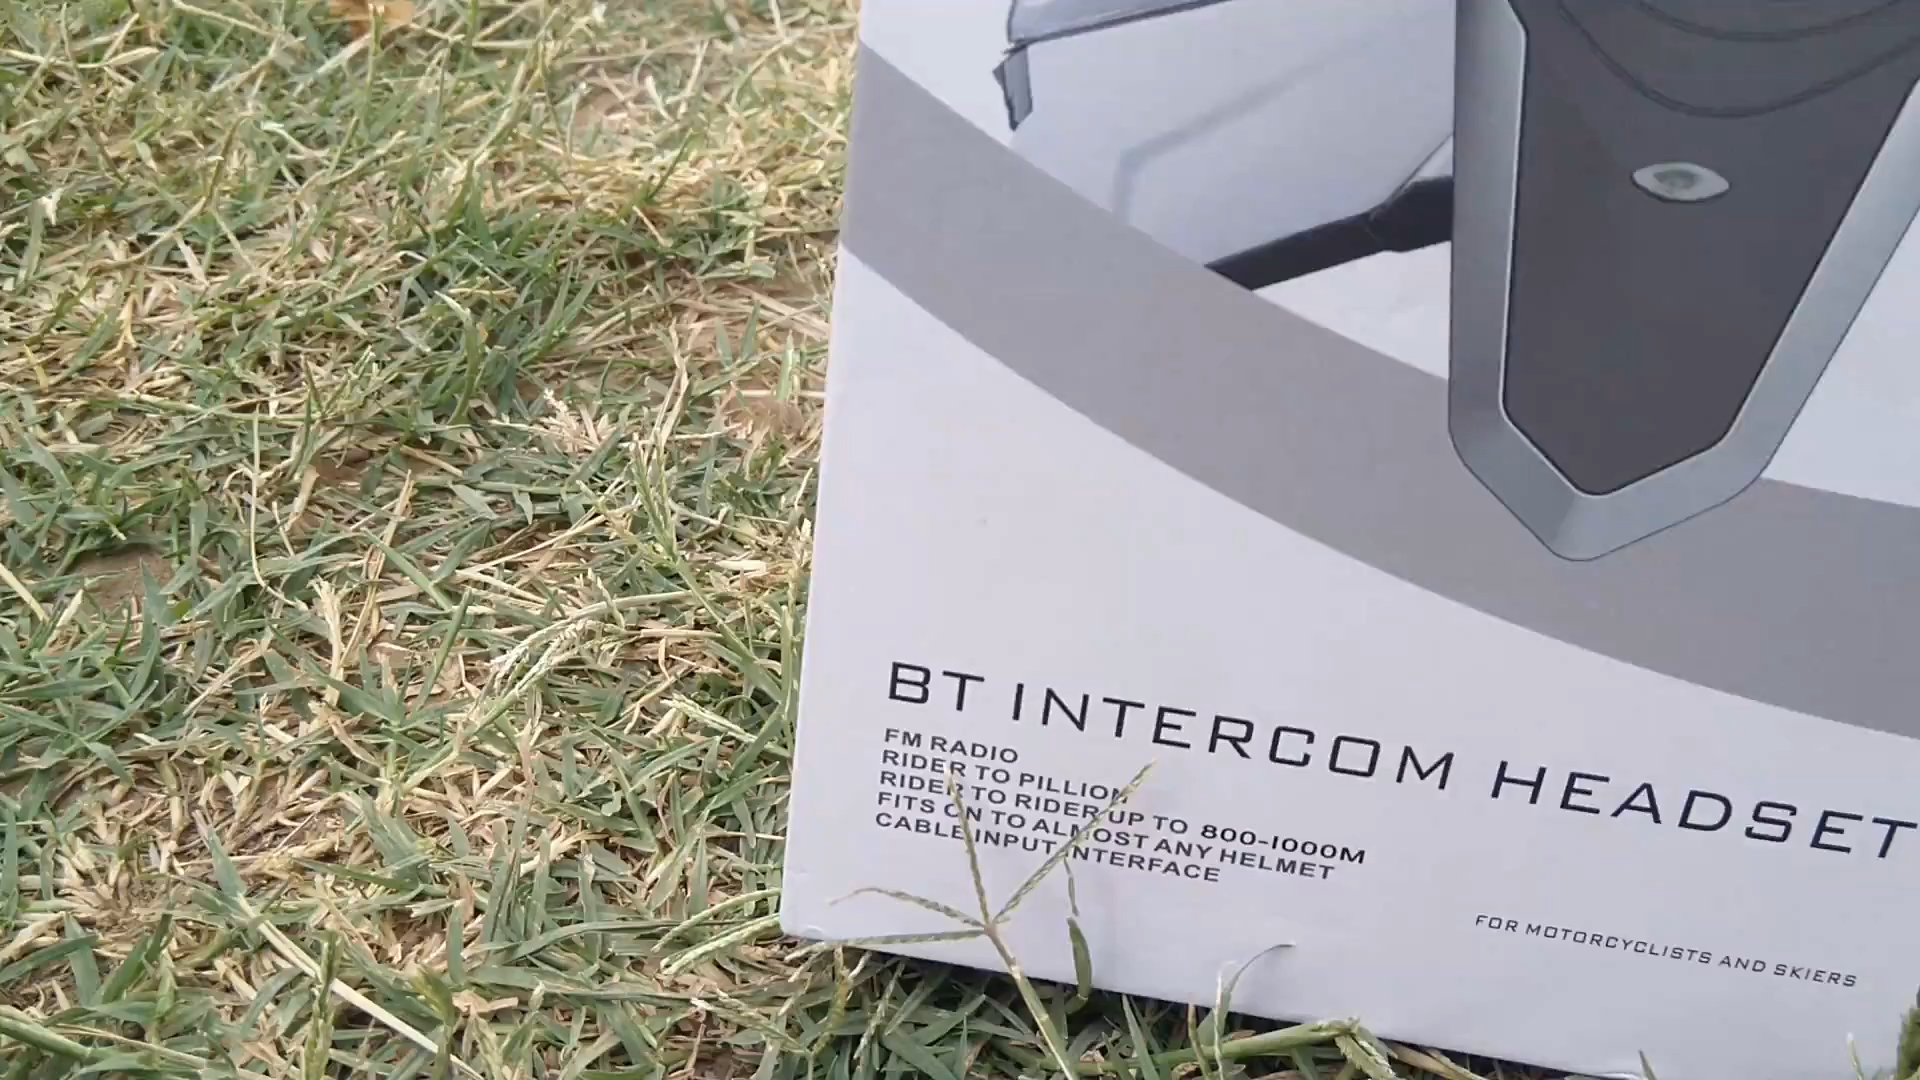 BT INTERCOM HEADSET
FM RADIO
RIDER TO PILLION
RIDER TO RIDER UP TO 800-1000M
FITS ON TO ALMOST ANY HELMET
CABLE INPUT INTERFACE
FOR MOTORCYCLISTS AND SKIERS